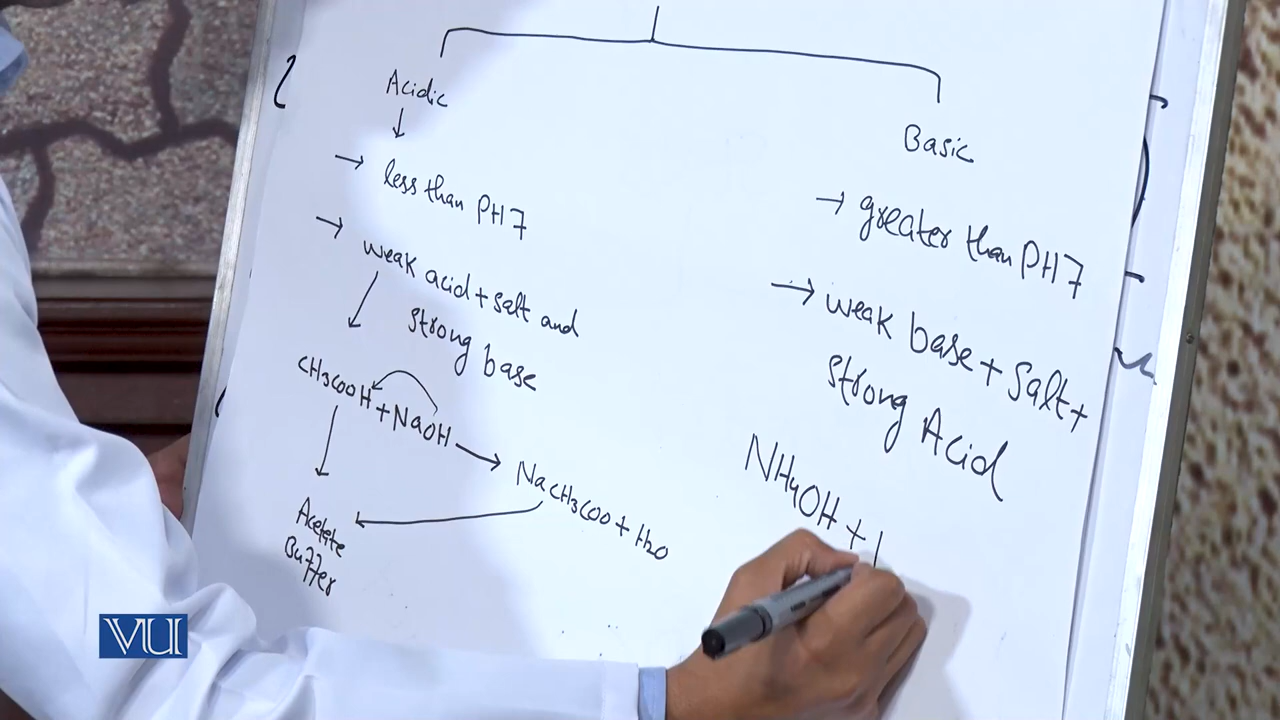 Acidic
less than PH7
weak acid + salt and
strong base
CH3COOH + NaOH → NaCH3COO + H2O
Acetete
Buffer
Basic
greater than PH7
weak base + salt +
strong Acid
NH4OH +
VU